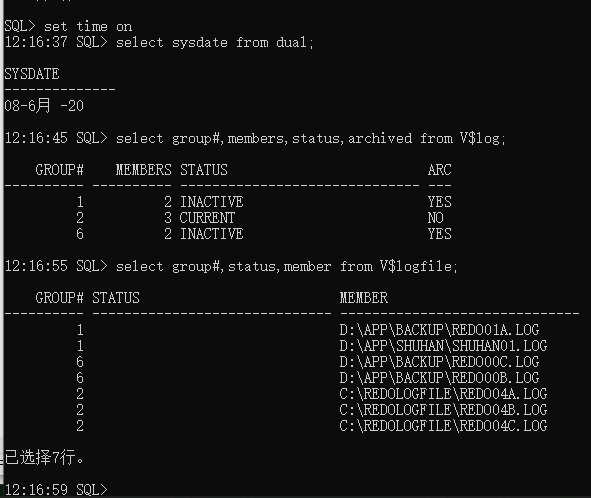 SQL> set time on
12:16:37 SQL> select sysdate from dual;
SYSDATE
--------------
08-6月 -20
12:16:45 SQL> select group#,members,status,archived from V$log;
GROUP# MEMBERS STATUS ARC
---------- ---------- -------------------------------- ---
1 2 INACTIVE YES
2 3 CURRENT NO
6 2 INACTIVE YES
12:16:55 SQL> select group#,status,member from V$logfile;
GROUP# STATUS MEMBER
---------- ------------------------------ ------------------------------
1 D:\APP\BACKUP\REDO01A.LOG
1 D:\APP\SHUHAN\SHUHAN01.LOG
6 D:\APP\BACKUP\REDO00C.LOG
6 D:\APP\BACKUP\REDO00B.LOG
2 C:\REDOLOGFILE\REDO04A.LOG
2 C:\REDOLOGFILE\REDO04B.LOG
2 C:\REDOLOGFILE\REDO04C.LOG
已选择7行。
12:16:59 SQL>